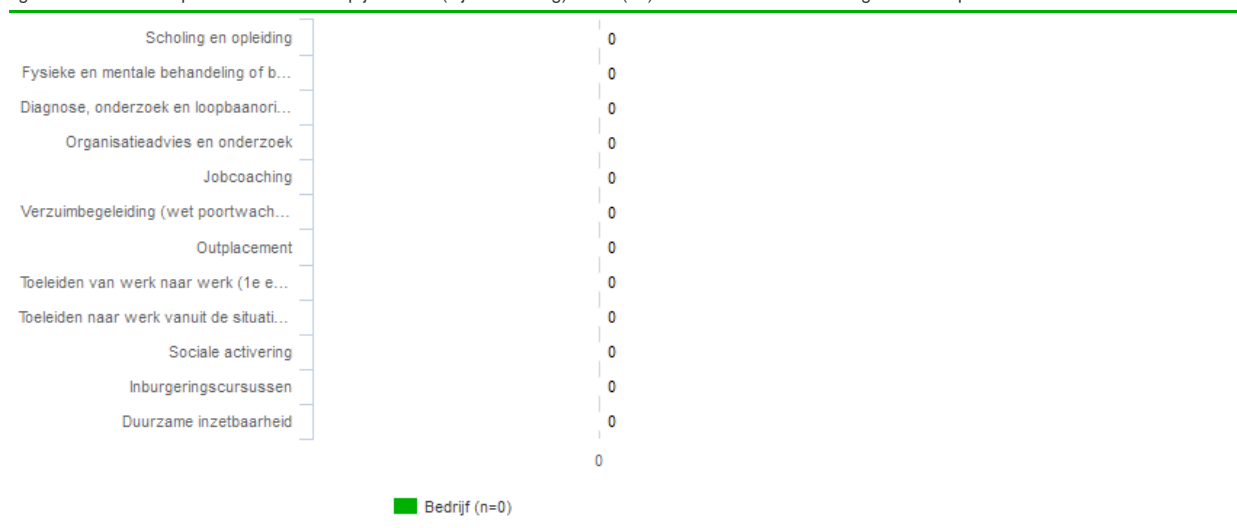 Scholing en opleiding 0
Fysieke en mentale behandeling of b... 0
Diagnose, onderzoek en loopbaanori... 0
Organisatieadvies en onderzoek 0
Jobcoaching 0
Verzuimbegeleiding (wet poortwach... 0
Outplacement 0
Toeleiden van werk naar werk (1e e... 0
Toeleiden naar werk vanuit de situati... 0
Sociale activering 0
Inburgeringscursussen 0
Duurzame inzetbaarheid 0
0
Bedrijf (n=0)